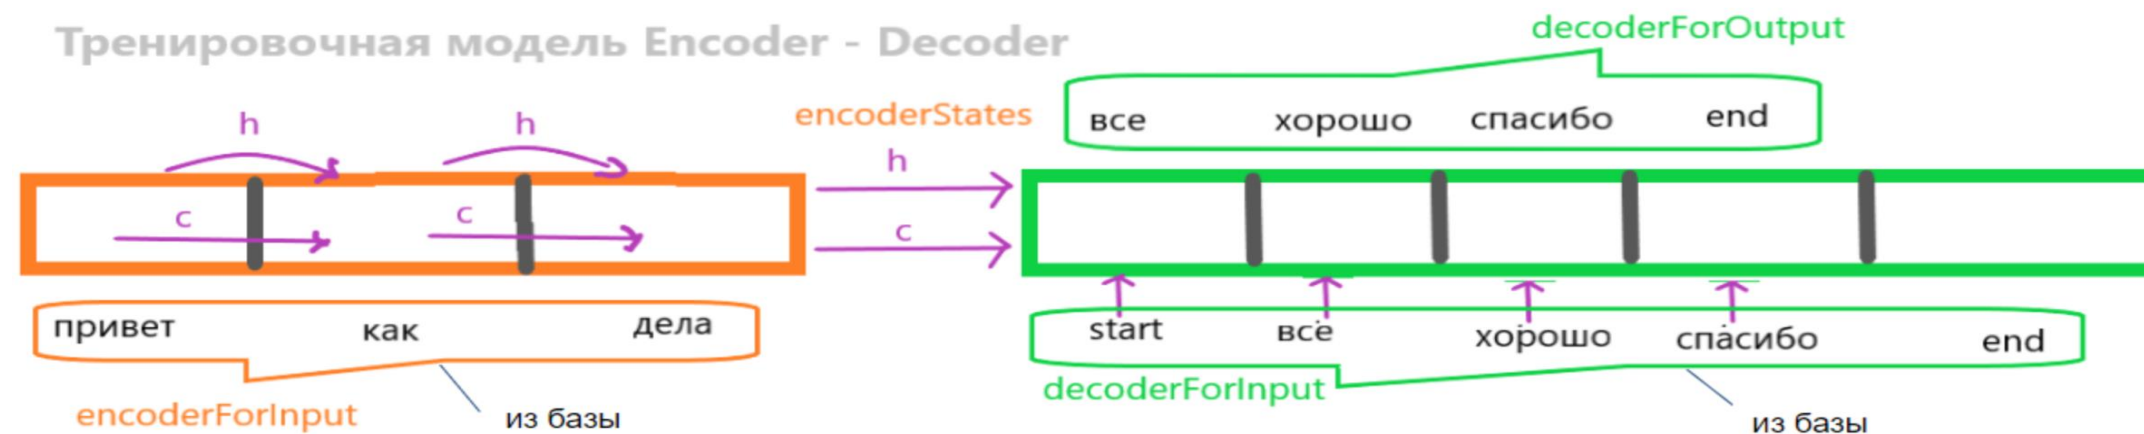 Тренировочная модель Encoder - Decoder
decoderForOutput
encoderStates
все хорошо спасибо end
h h h
c c c
привет как дела
start все хорошо спасибо end
encoderForInput
из базы
decoderForInput
из базы